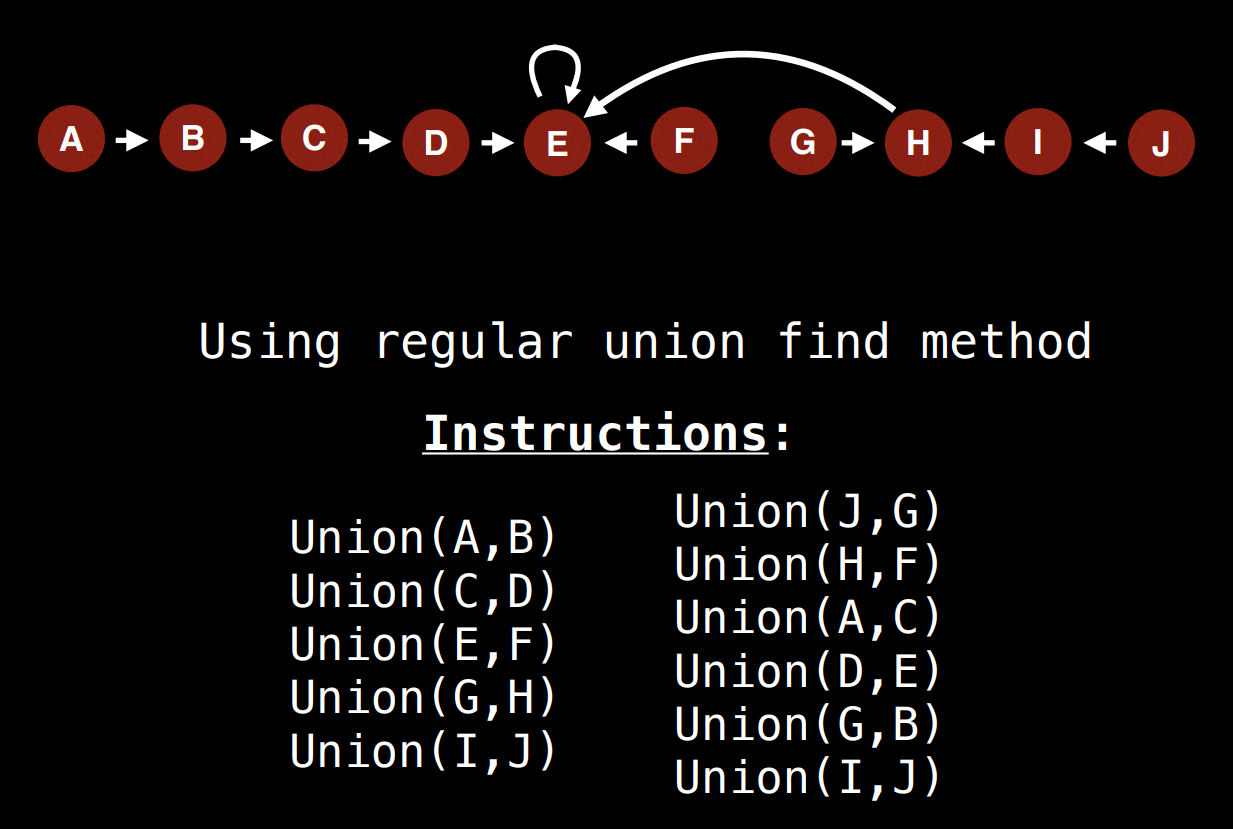 A B C D E F G H I J
Using regular union find method
Instructions:
Union(A,B)
Union(C,D)
Union(E,F)
Union(G,H)
Union(I,J)
Union(J,G)
Union(H,F)
Union(A,C)
Union(D,E)
Union(G,B)
Union(I,J)